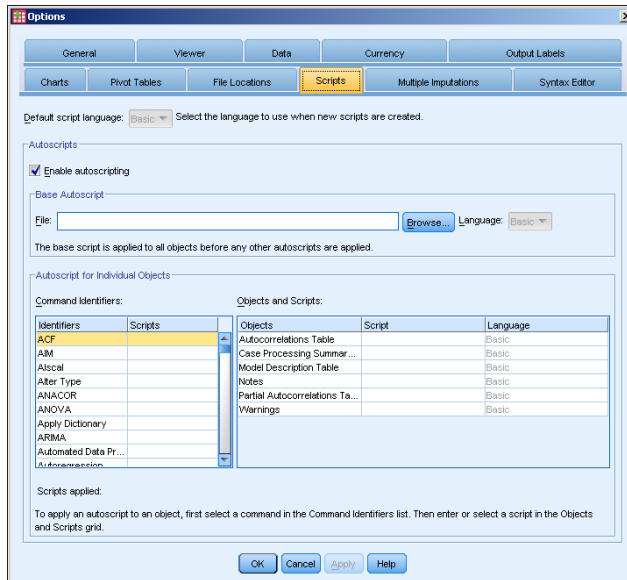 Options
General Viewer Data Currency Output Labels
Charts Pivot Tables File Locations Scripts Multiple Imputations Syntax Editor
Default script language: Basic Select the language to use when new scripts are created.
Autoscripts
Enable autoscripting
Base Autoscript
File: Browse... Language: Basic
The base script is applied to all objects before any other autoscripts are applied.
Autoscript for Individual Objects
Command Identifiers: Objects and Scripts:
Identifiers Scripts Objects Script Language
ACF Autocorrelations Table Basic
AIM Case Processing Summar... Basic
Alscal Model Description Table Basic
Alter Type Notes Basic
ANACOR Partial Autocorrelations Ta... Basic
ANOVA Warnings Basic
Apply Dictionary
ARIMA
Automated Data Pr...
Autoregression
Scripts applied:
To apply an autoscript to an object, first select a command in the Command Identifiers list. Then enter or select a script in the Objects
and Scripts grid.
OK Cancel Apply Help